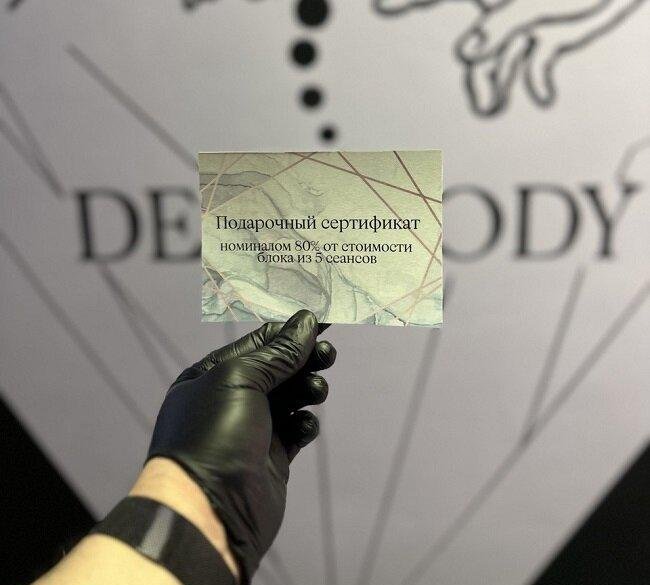 Подарочный сертификат
номиналом 80% от стоимости
блока из 5 сеансов